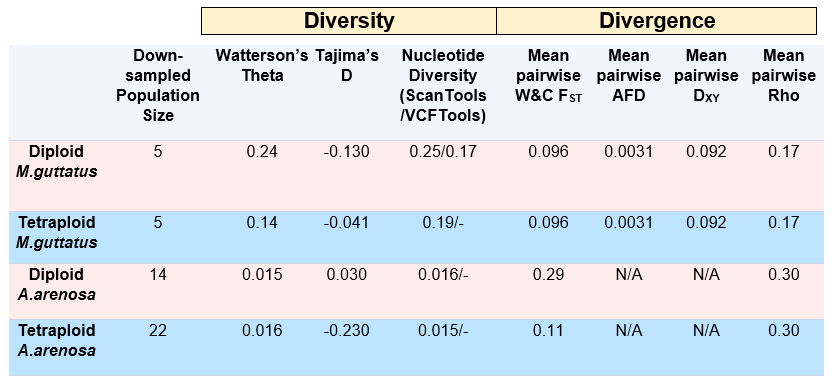 Diversity Divergence
Down-sampled Population Size Watterson's Theta Tajima's D Nucleotide Diversity (ScanTools /VCFTools) Mean pairwise W&C FST Mean pairwise AFD Mean pairwise DXY Mean pairwise Rho
Diploid M.guttatus 5 0.24 -0.130 0.25/0.17 0.096 0.0031 0.092 0.17
Tetraploid M.guttatus 5 0.14 -0.041 0.19/- 0.096 0.0031 0.092 0.17
Diploid A.arenosa 14 0.015 0.030 0.016/- 0.29 N/A N/A 0.30
Tetraploid A.arenosa 22 0.016 -0.230 0.015/- 0.11 N/A N/A 0.30